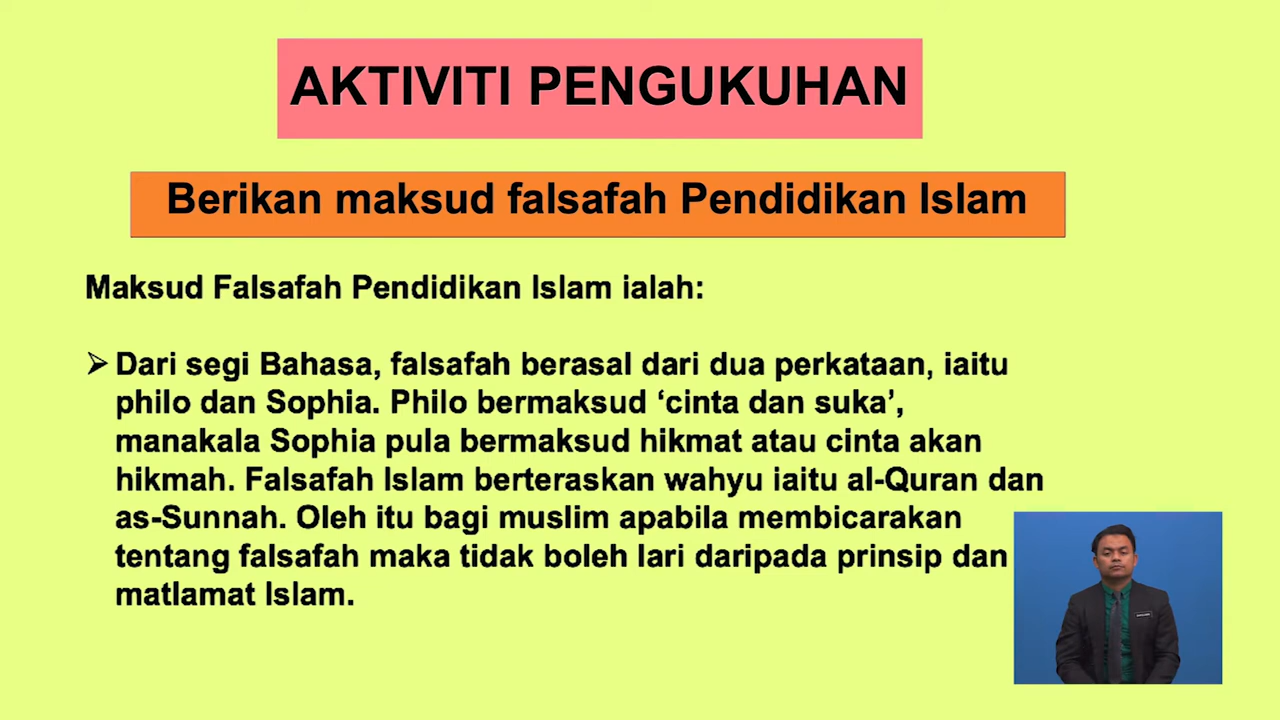 AKTIVITI PENGUKUHAN
Berikan maksud falsafah Pendidikan Islam
Maksud Falsafah Pendidikan Islam ialah:
➢ Dari segi Bahasa, falsafah berasal dari dua perkataan, iaitu
philo dan Sophia. Philo bermaksud ‘cinta dan suka’,
manakala Sophia pula bermaksud hikmat atau cinta akan
hikmah. Falsafah Islam berteraskan wahyu iaitu al-Quran dan
as-Sunnah. Oleh itu bagi muslim apabila membicarakan
tentang falsafah maka tidak boleh lari daripada prinsip dan
matlamat Islam.